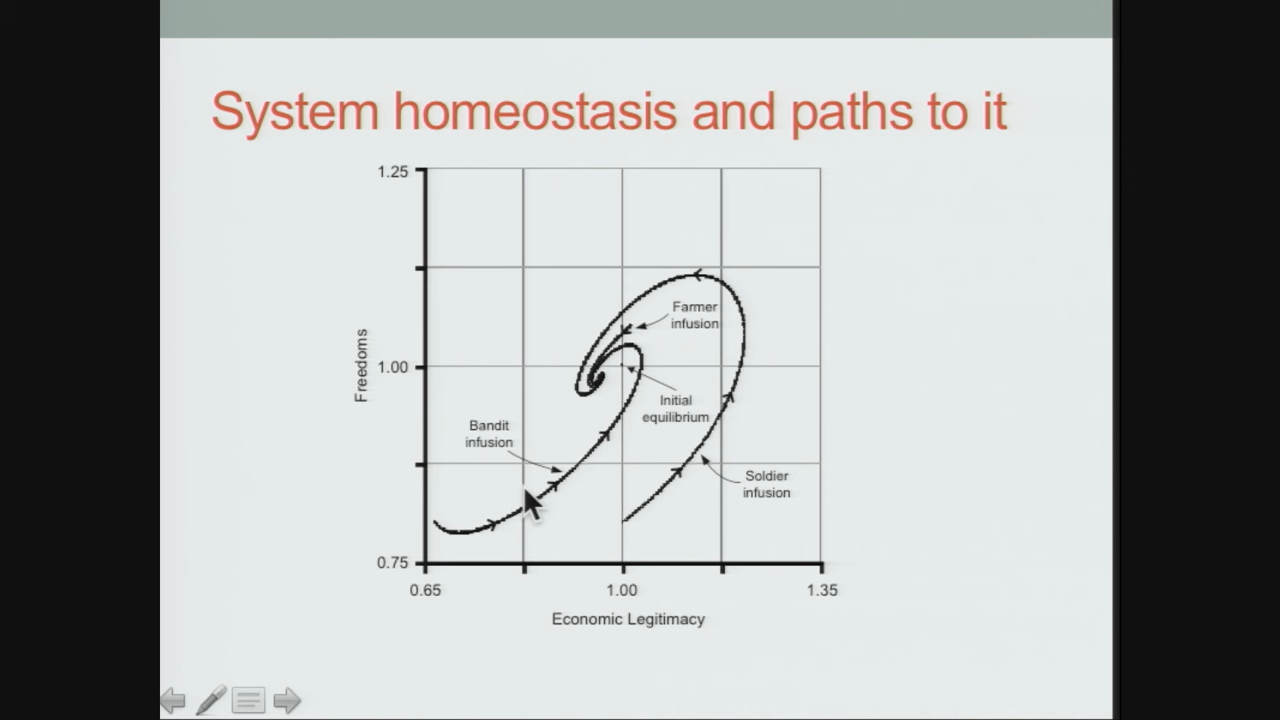 System homeostasis and paths to it
1.25
Farmer
infusion
Freedoms
1.00
Initial
equilibrium
Bandit
infusion
Soldier
infusion
0.75
0.65
1.00
1.35
Economic Legitimacy